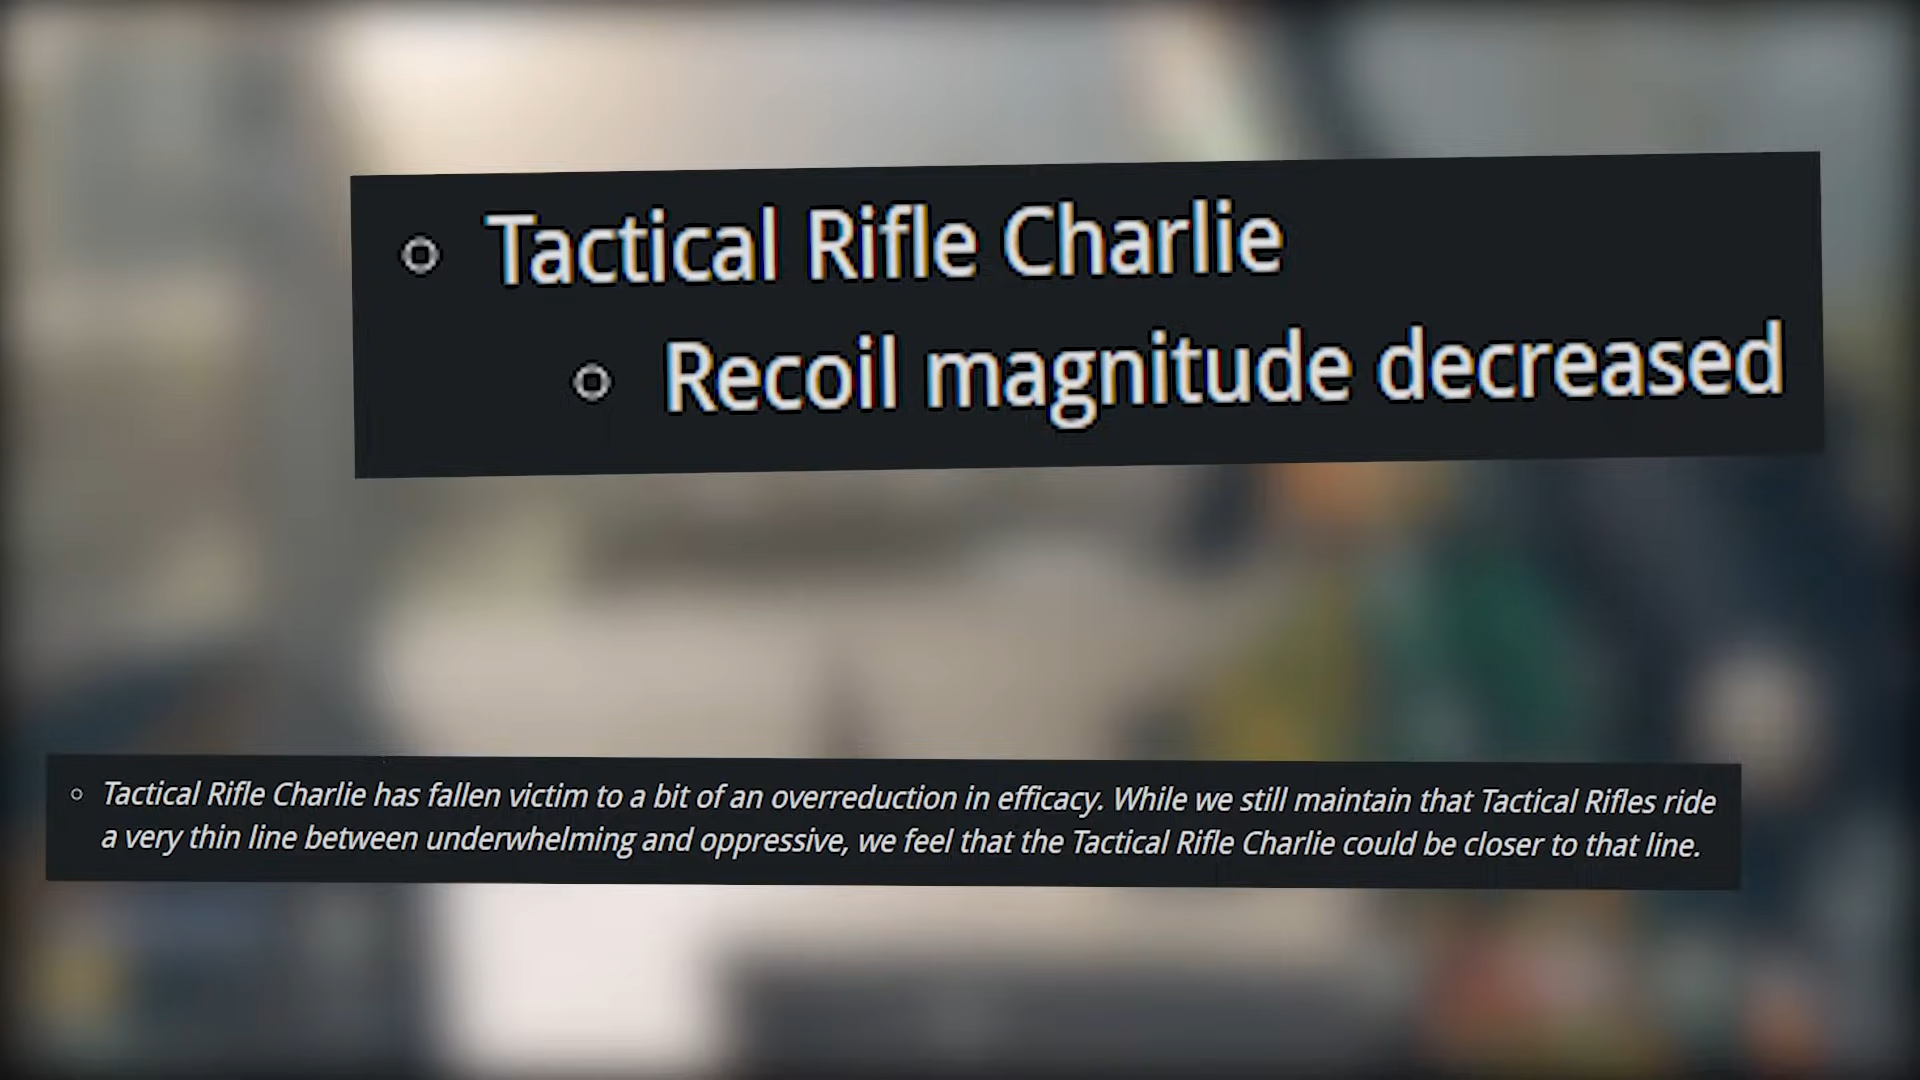 Tactical Rifle Charlie
Recoil magnitude decreased
Tactical Rifle Charlie has fallen victim to a bit of an overreduction in efficacy. While we still maintain that Tactical Rifles ride
a very thin line between underwhelming and oppressive, we feel that the Tactical Rifle Charlie could be closer to that line.